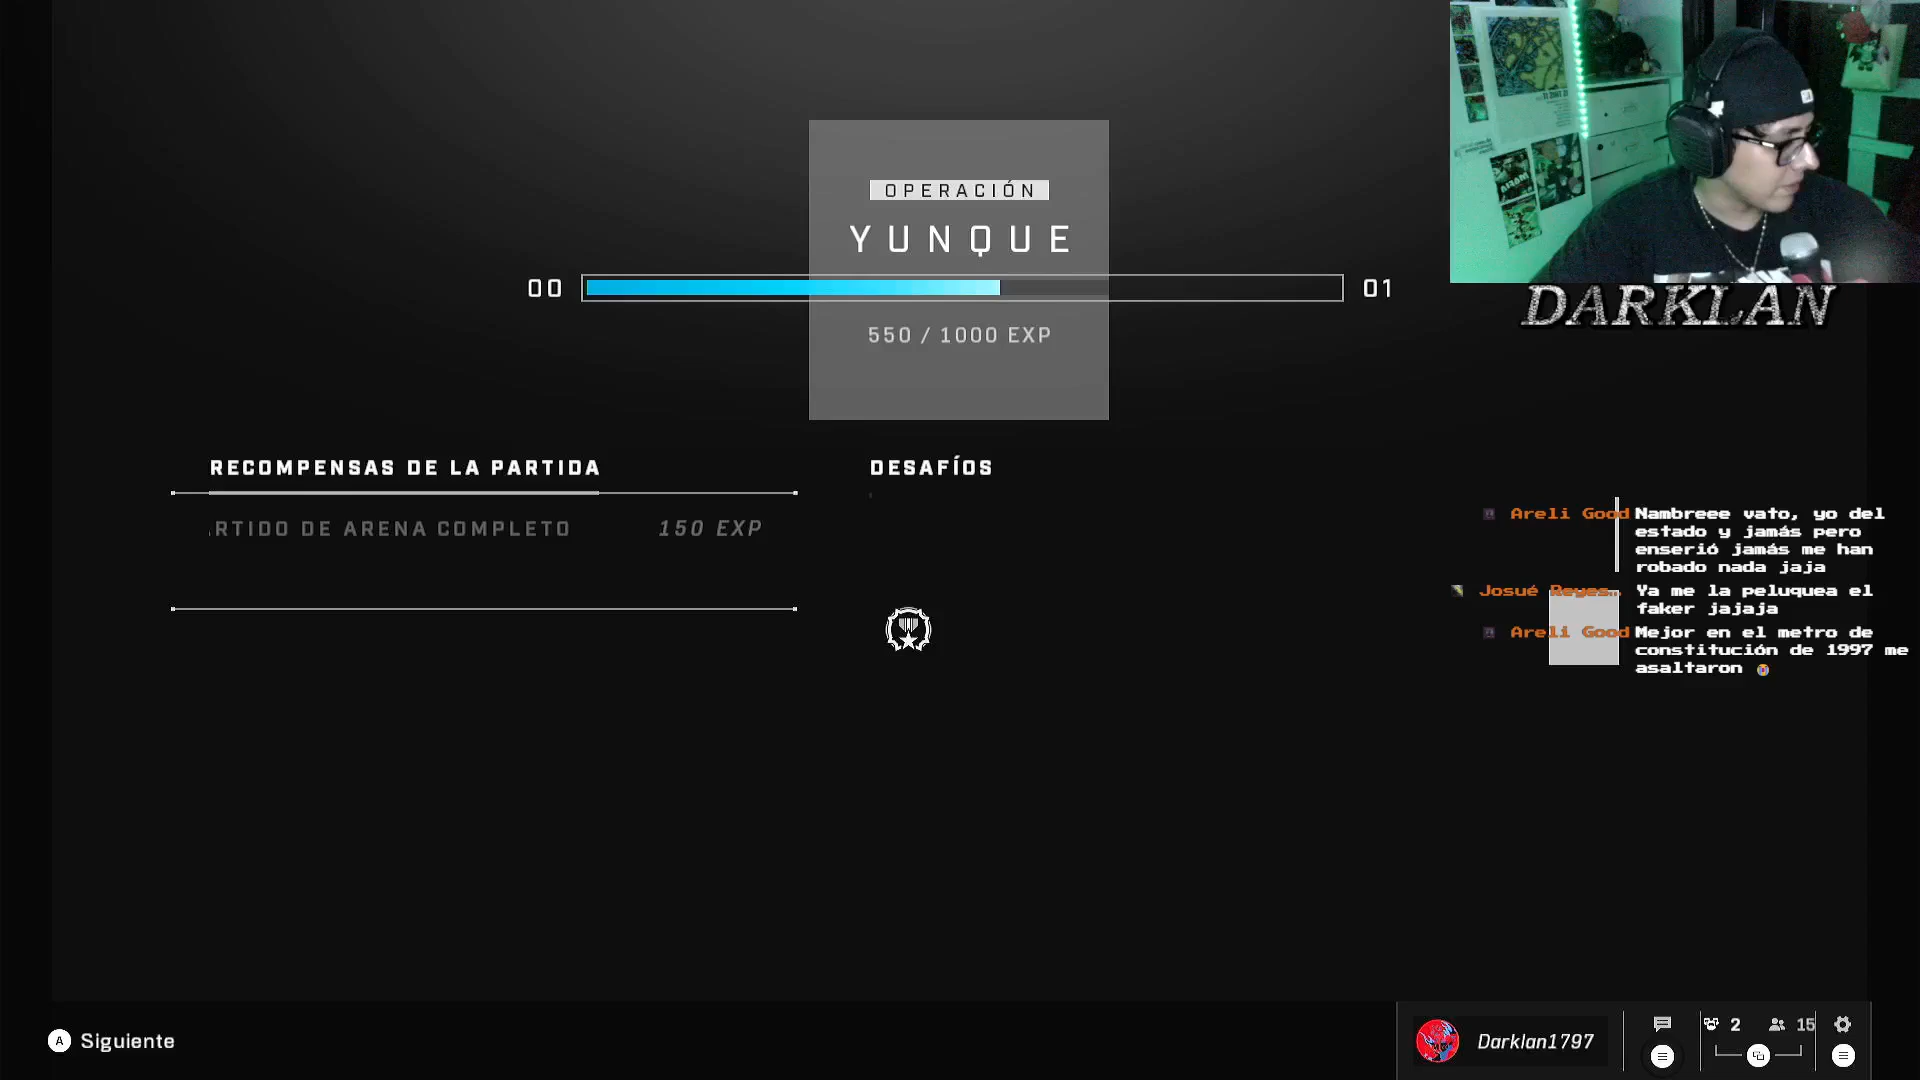 OPERACIÓN
YUNQUE
00
01
550 / 1000 EXP
DARKLAN
RECOMPENSAS DE LA PARTIDA
RTIDO DE ARENA COMPLETO
150 EXP
DESAFÍOS
Areli Good Nambreee vato, yo del
estado y jamás pero
enserió jamás me han
robado nada jaja
Josué Reyes… Ya me la peluquea el
faker jajaja
Areli Good Mejor en el metro de
constitución de 1997 me
asaltaron
A Siguiente
Darklan1797
2
15